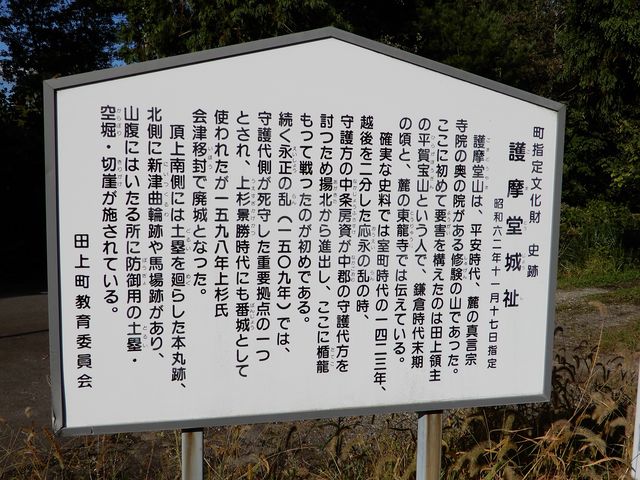 町指定文化財　史跡
護摩堂城址
昭和六二年十一月十七日指定
護摩堂山は、平安時代、麓の真言宗
寺院の奥の院がある修験の山であった。
ここに初めて要害を構えたのは田上領主
の平賀宝山という人で、鎌倉時代末期
の頃と、麓の東龍寺では伝えている。
確実な史料では室町時代の一四二三年、
越後を二分した応永の乱の時、
守護方の中条房資が中郡の守護代方を
討つため揚北から進出し、ここに楯龍
もって戦ったのが初めである。
続く永正の乱（一五〇九年）では、
守護代側が死守した重要拠点の一つ
とされ、上杉景勝時代にも番城として
使われたが一五九八年上杉氏
会津移封で廃城となった。
頂上南側には土塁を廻らした本丸跡、
北側に新津曲輪跡や馬場跡があり、
山腹にはいたる所に防御用の土塁・
空堀・切崖が施されている。
田上町教育委員会